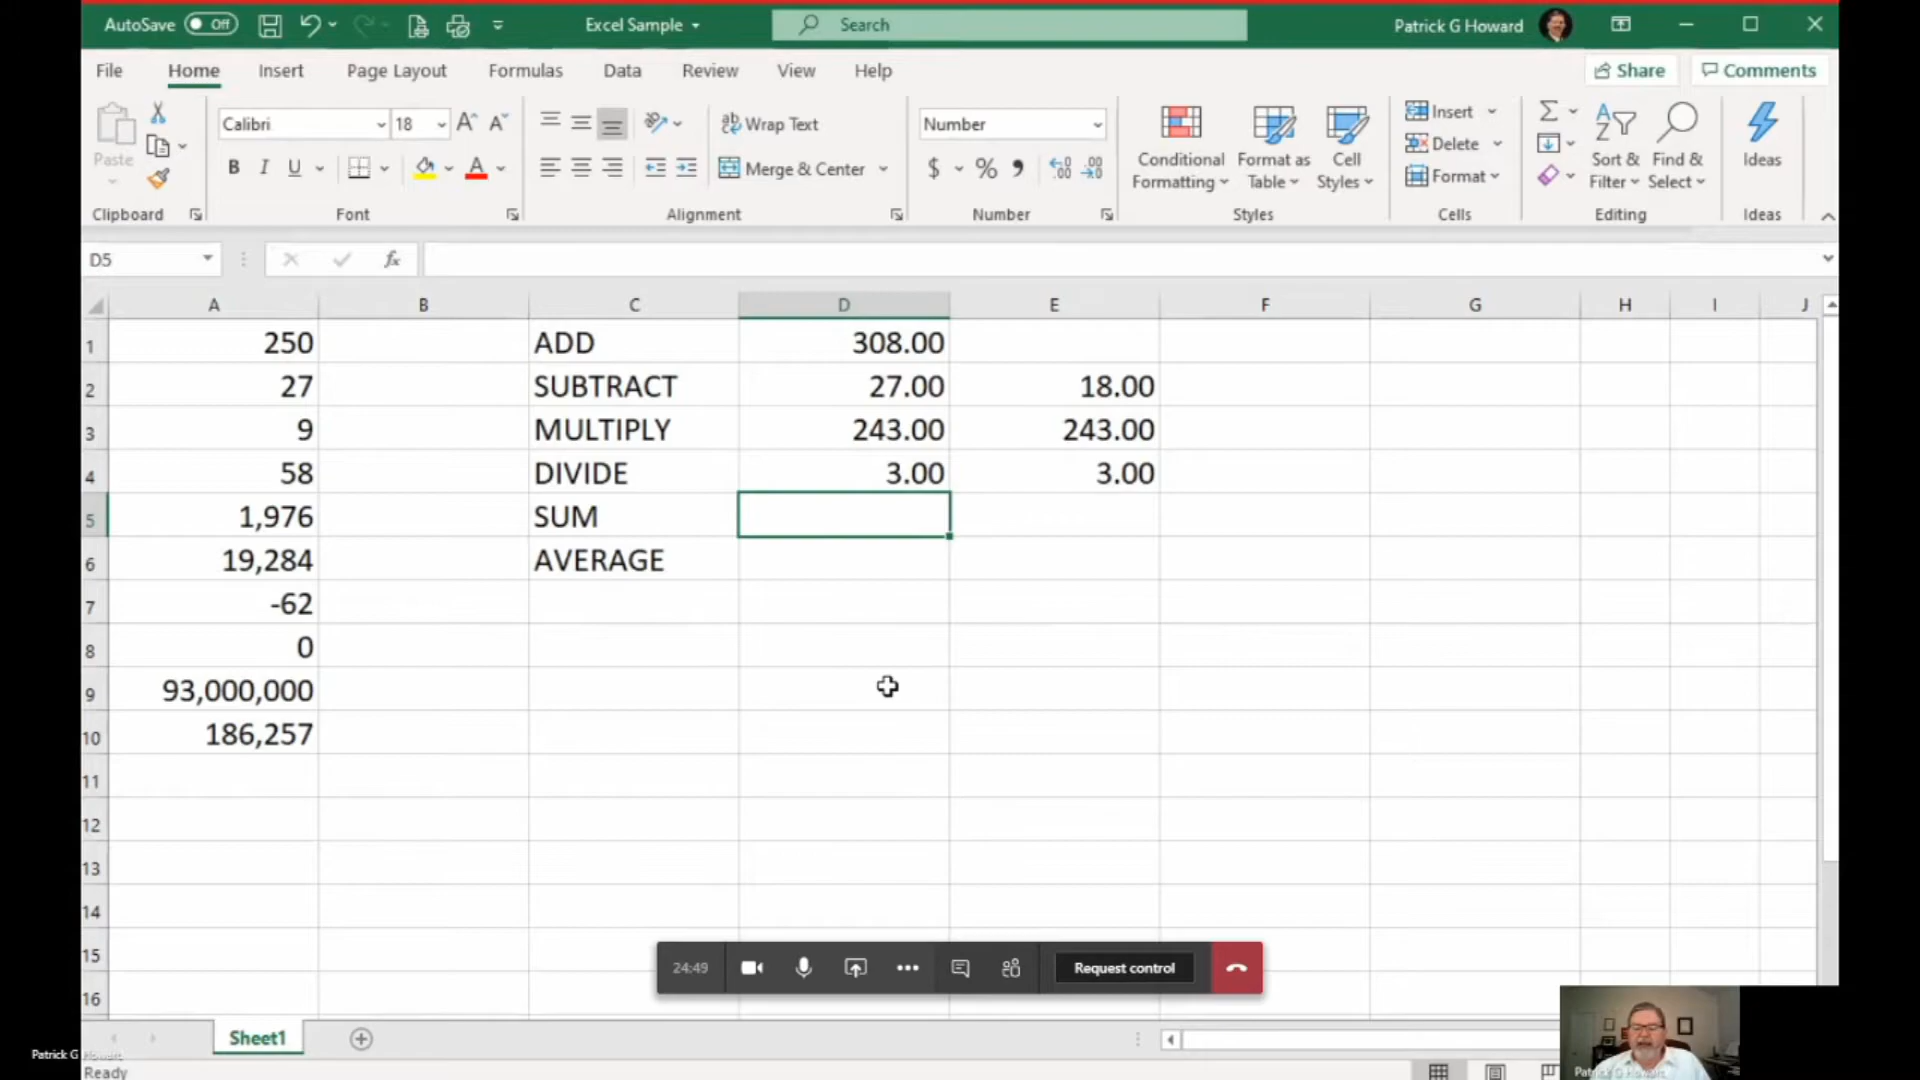 AutoSave Off Excel Sample Search Patrick G Howard
File Home Insert Page Layout Formulas Data Review View Help Share Comments
Paste Calibri 18 Wrap Text Number Conditional Formatting Format as Table Cell Styles Insert Sort & Filter Find & Select Ideas
B I U Merge & Center $ % Delete
Format
Clipboard Font Alignment Number Styles Cells Editing Ideas
D5 fx
A B C D E F G H I J
1 250 ADD 308.00
2 27 SUBTRACT 27.00 18.00
3 9 MULTIPLY 243.00 243.00
4 58 DIVIDE 3.00 3.00
5 1,976 SUM
6 19,284 AVERAGE
7 -62
8 0
9 93,000,000
10 186,257
11
12
13
14
15
16
24:49 Request control
Sheet1
Patrick G Howard
Ready
Patrick G Howard